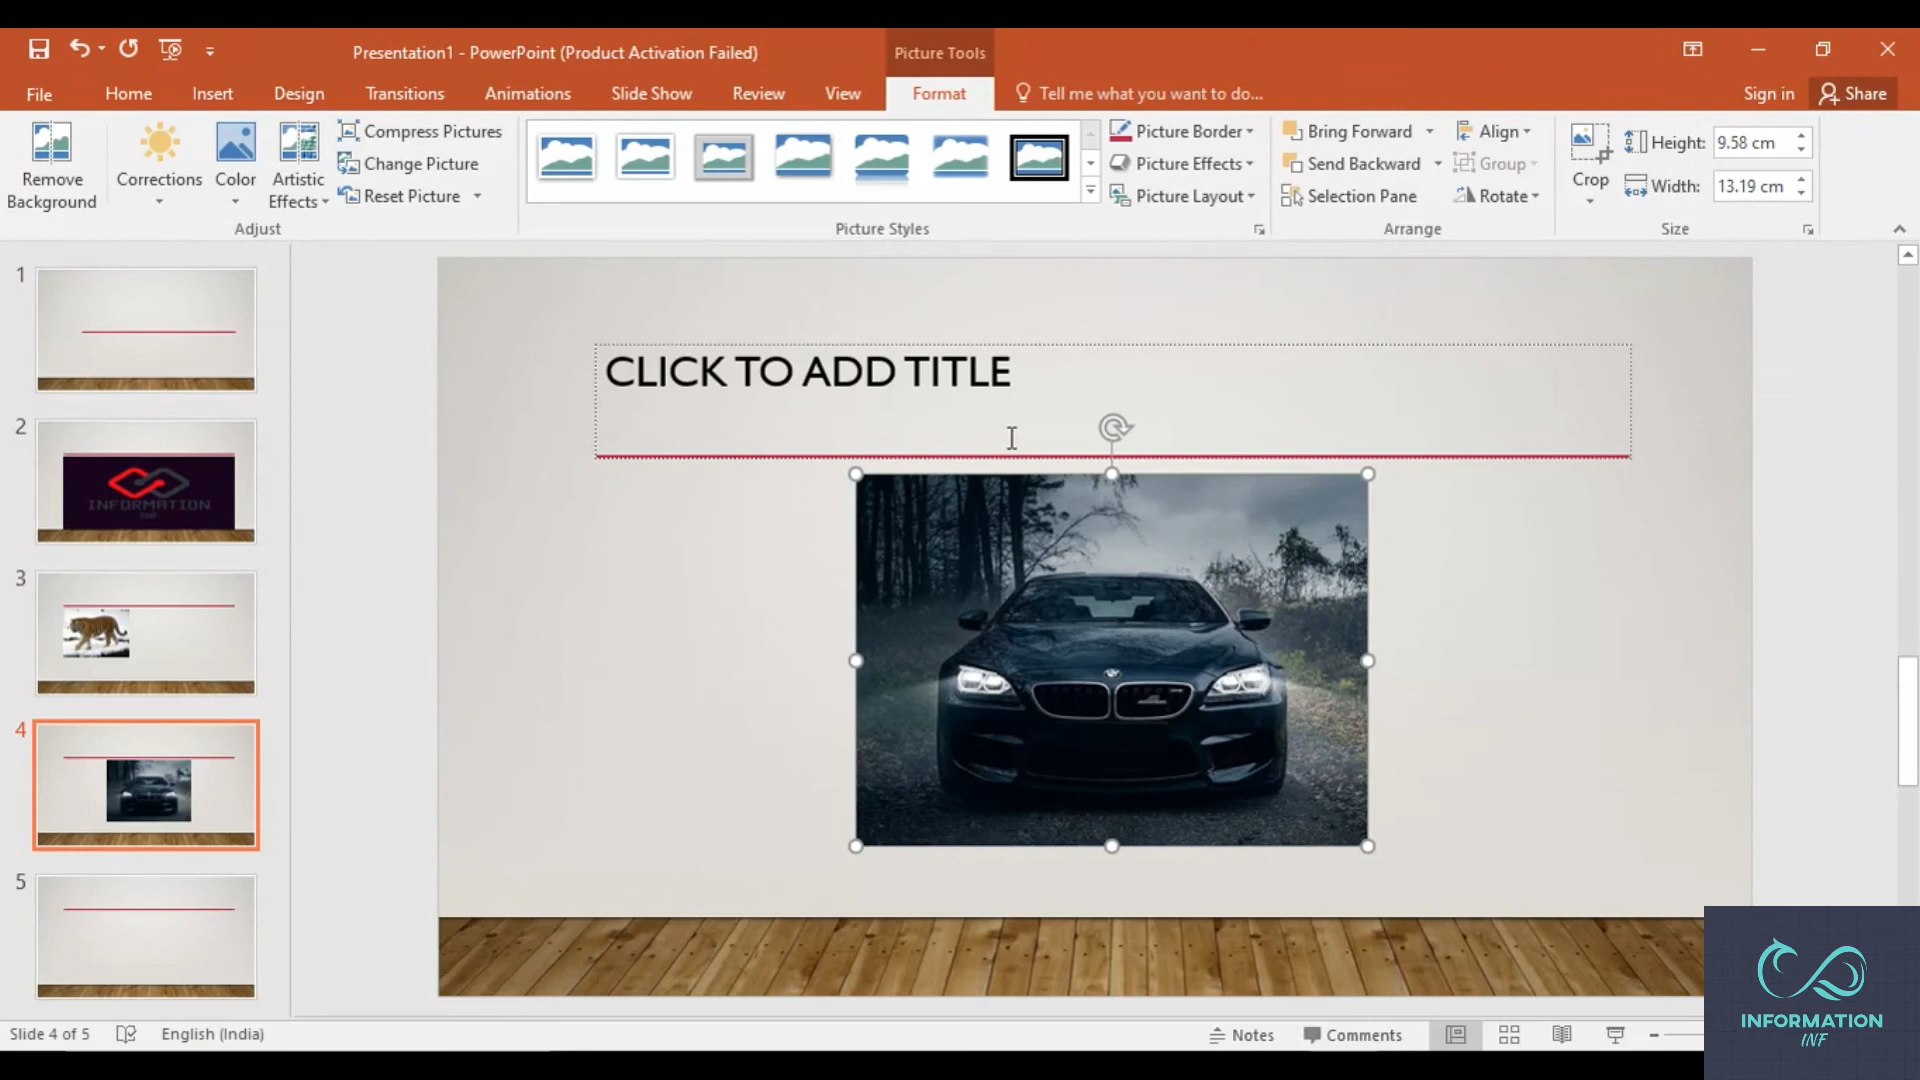 Presentation1 - PowerPoint (Product Activation Failed)
Picture Tools
File
Home
Insert
Design
Transitions
Animations
Slide Show
Review
View
Format
Tell me what you want to do...
Sign in
Share
Remove
Background
Corrections
Color
Artistic
Effects
Compress Pictures
Change Picture
Reset Picture
Adjust
Picture Styles
Picture Border
Picture Effects
Picture Layout
Bring Forward
Send Backward
Selection Pane
Align
Group
Rotate
Arrange
Crop
Height:
9.58 cm
Width:
13.19 cm
Size
1
2
INFORMATION
INF
3
4
5
CLICK TO ADD TITLE
Slide 4 of 5
English (India)
Notes
Comments
INFORMATION
INF